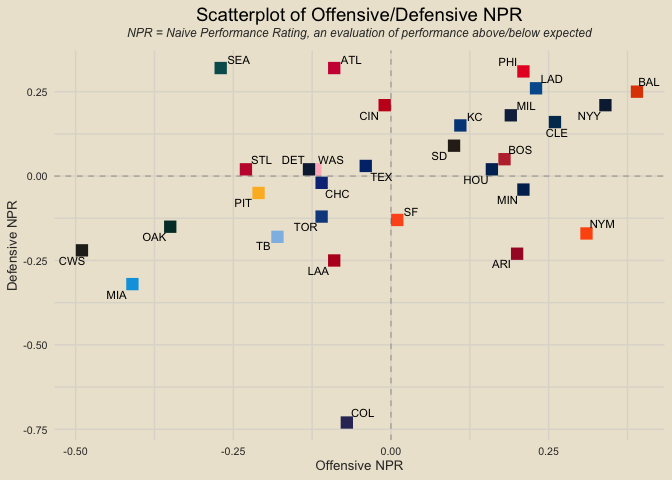 Scatterplot of Offensive/Defensive NPR
NPR = Naive Performance Rating, an evaluation of performance above/below expected
SEA
ATL
PHI
LAD
BAL
0.25
CIN
MIL
NYY
KC
CLE
SD
BOS
STL
DET
WAS
TEX
HOU
0.00
CHC
MIN
PIT
SF
TOR
NYM
OAK
TB
CWS
LAA
ARI
-0.25
MIA
-0.50
COL
-0.75
Defensive NPR
-0.50
-0.25
0.00
0.25
Offensive NPR